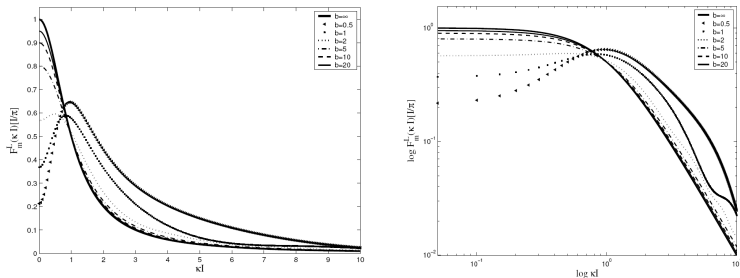 1
0.9
0.8
0.7
0.6
0.5
0.4
0.3
0.2
0.1
0
0 1 2 3 4 5 6 7 8 9 10
κl
F_m^L(κ l)[l/π]
b=∞
b=0.5
b=1
b=2
b=5
b=10
b=20
10^0
10^-1
10^-2
10^-1 10^0 10^1
log κl
log F_m^L(κ l)[l/π]
b=∞
b=0.5
b=1
b=2
b=5
b=10
b=20